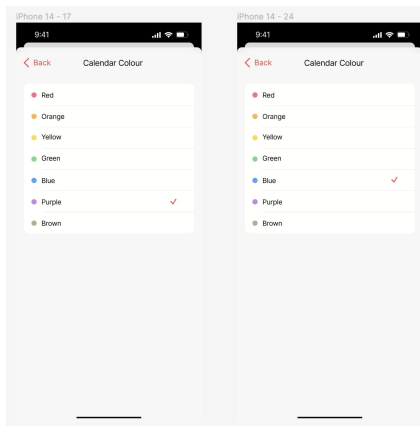 iPhone 14 - 17
9:41
Back Calendar Colour
Red
Orange
Yellow
Green
Blue
Purple
Brown
iPhone 14 - 24
9:41
Back Calendar Colour
Red
Orange
Yellow
Green
Blue
Purple
Brown